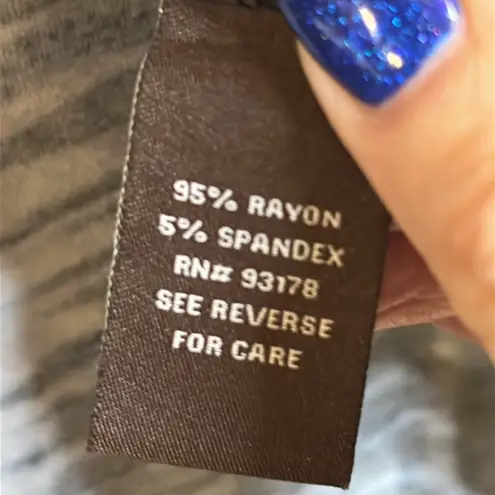 95% RAYON
5% SPANDEX
RN# 93178
SEE REVERSE
FOR CARE